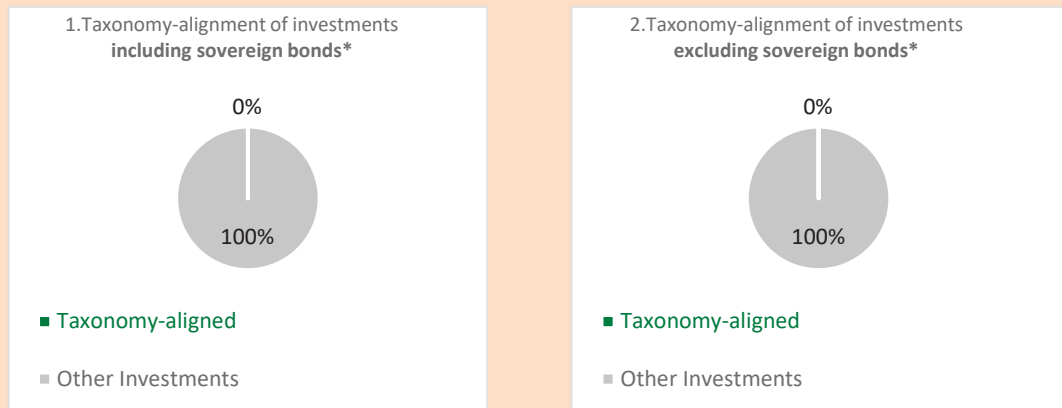 1.Taxonomy-alignment of investments
including sovereign bonds*
0%
100%
Taxonomy-aligned
Other Investments
2.Taxonomy-alignment of investments
excluding sovereign bonds*
0%
100%
Taxonomy-aligned
Other Investments